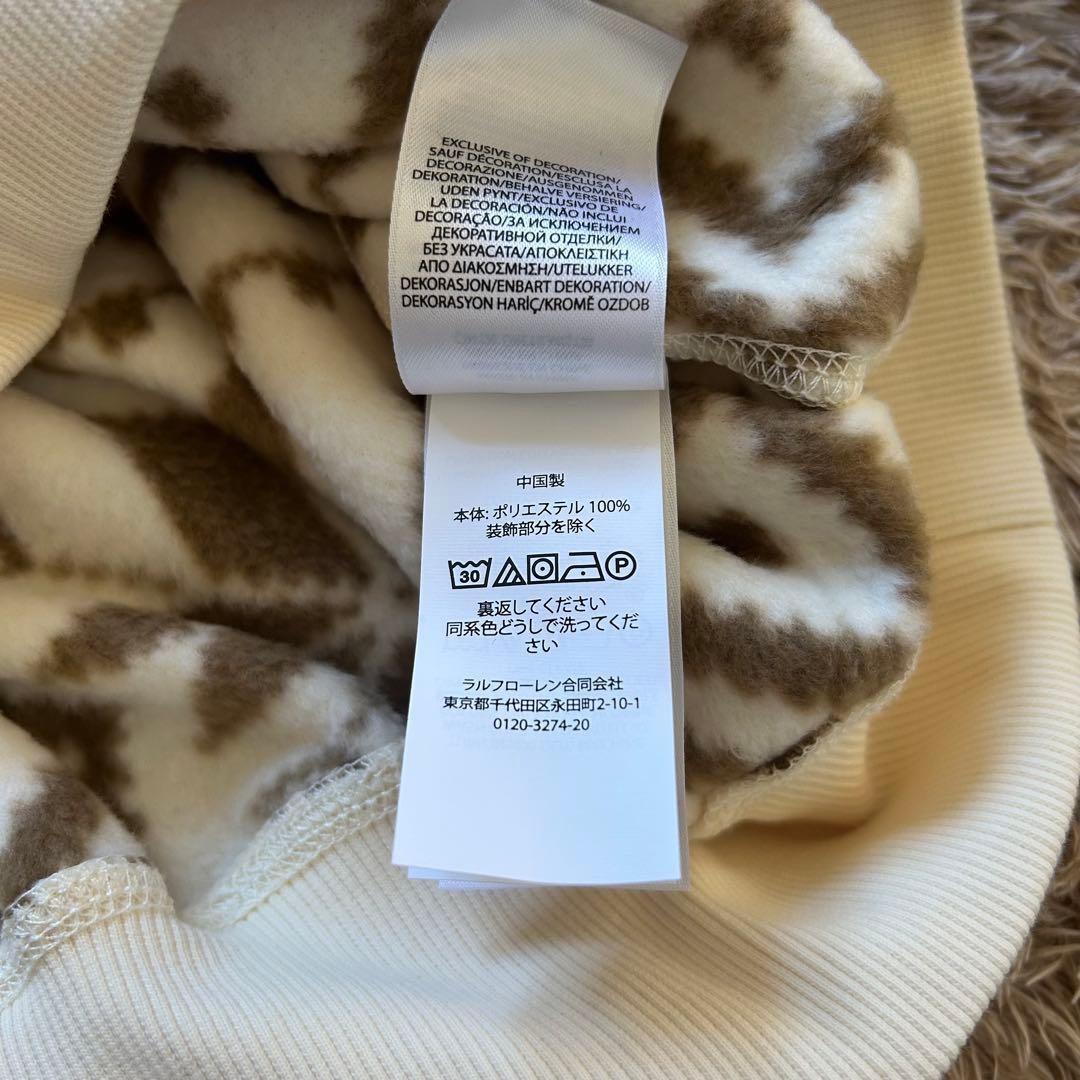 EXCLUSIVE OF DECORATION/
SAUF DÉCORATION/ESCLUSA LA
DECORAZIONE/AUSGENOMMEN
DEKORATION/BEHALVE VERSIERING/
UDEN PYNT/EXCLUSIVO DE
LA DECORACIÓN/NÃO INCLUI
DECORAÇÃO/ЗА ИСКЛЮЧЕНИЕМ
ДЕКОРАТИВНОЙ ОТДЕЛКИ/
БЕЗ УКРАСАТА/ΑΠΟΚΛΕΙΣΤΙΚΗ
ΑΠΟ ΔΙΑΚΟΣΜΗΣΗ/UTELUKKER
DEKORASJON/ENBART DEKORATION/
DEKORASYON HARİÇ/KROMĚ OZDOB
中国製
本体: ポリエステル 100%
装飾部分を除く
30 P
裏返してください
同系色どうしで洗ってくだ
さい
ラルフローレン合同会社
東京都千代田区永田町2-10-1
0120-3274-20